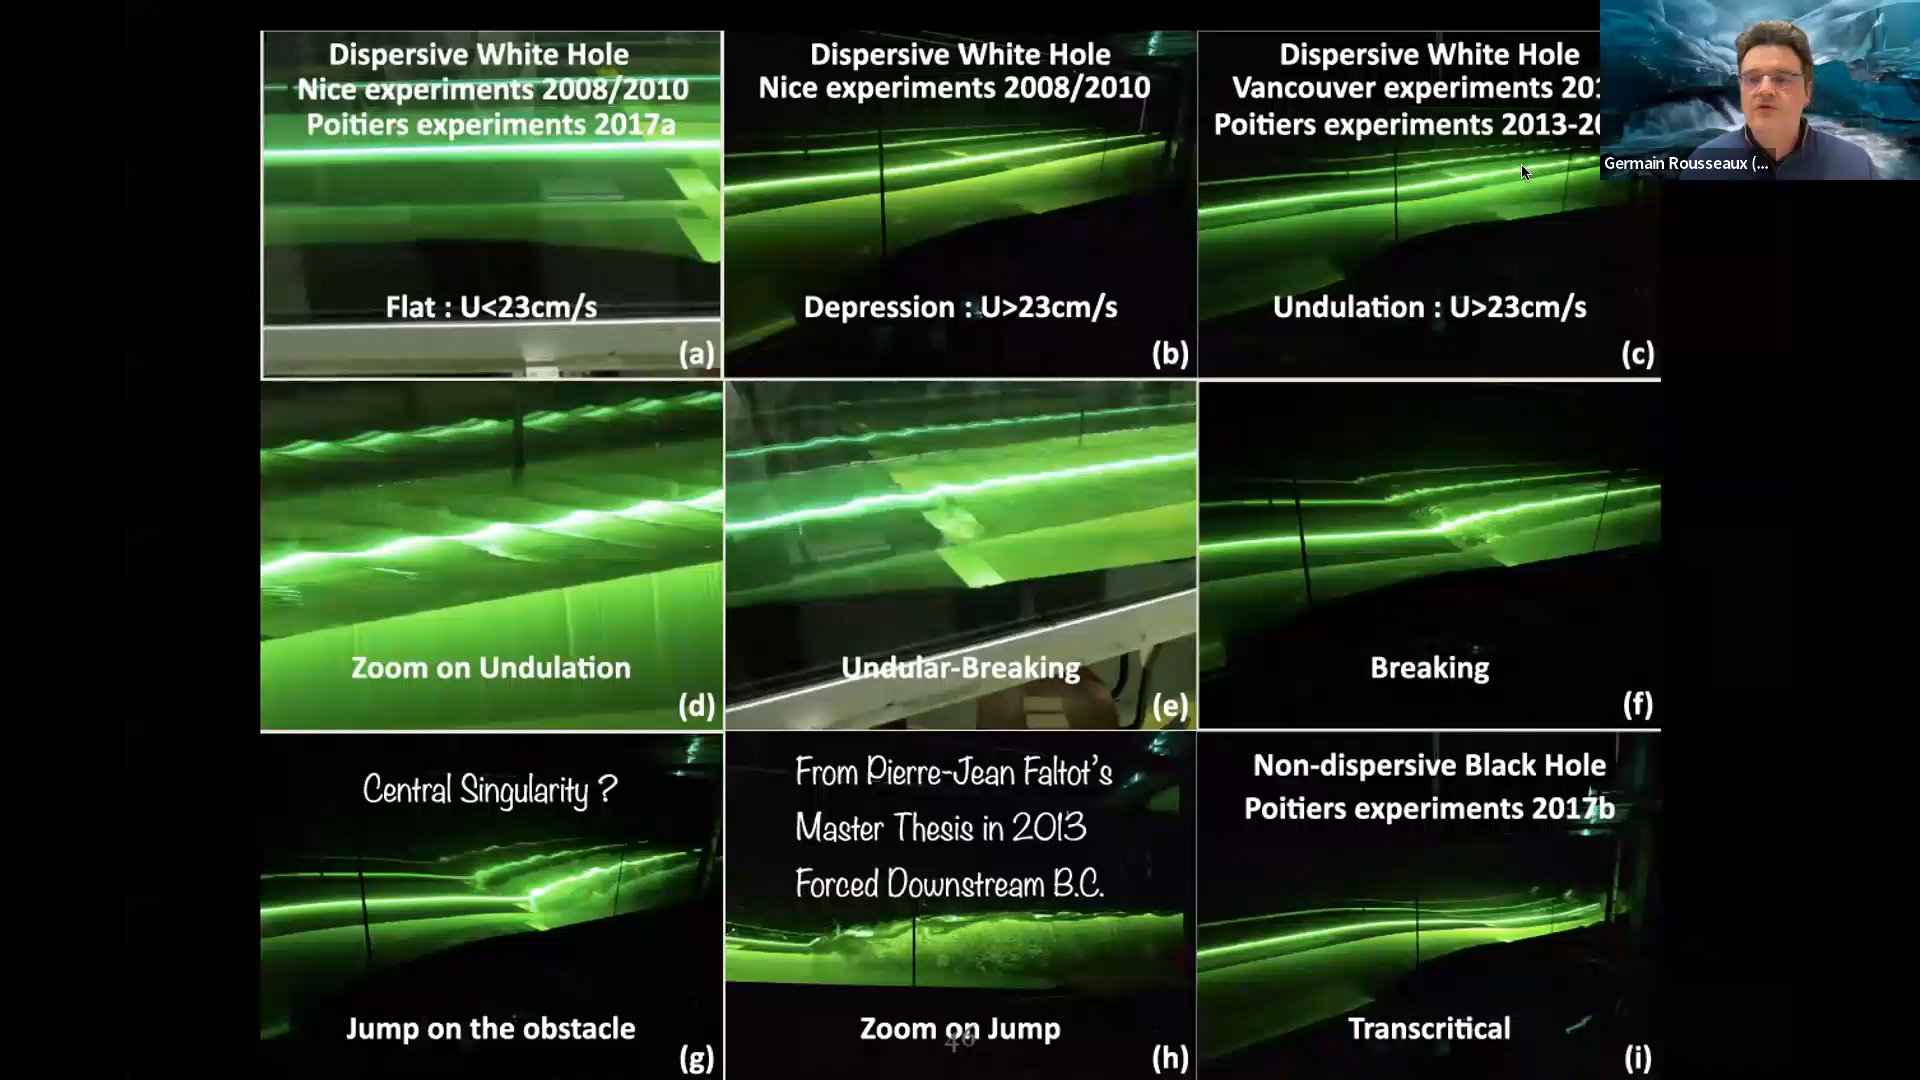 Dispersive White Hole
Nice experiments 2008/2010
Poitiers experiments 2017a
Flat : U<23cm/s
(a)
Dispersive White Hole
Nice experiments 2008/2010
Depression : U>23cm/s
(b)
Dispersive White Hole
Vancouver experiments
Poitiers experiments
Undulation : U>23cm/s
(c)
Germain Rousseaux (...
Zoom on Undulation
(d)
Undular-Breaking
(e)
Breaking
(f)
Central Singularity ?
Jump on the obstacle
(g)
From Pierre-Jean Faltot's
Master Thesis in 2013
Forced Downstream B.C.
Zoom on Jump
46
(h)
Non-dispersive Black Hole
Poitiers experiments 2017b
Transcritical
(i)